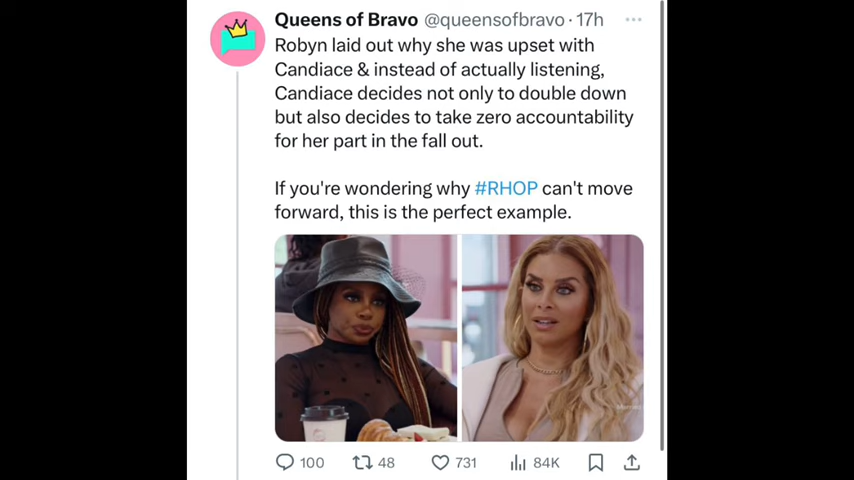 Queens of Bravo @queensofbravo · 17h
Robyn laid out why she was upset with
Candiace & instead of actually listening,
Candiace decides not only to double down
but also decides to take zero accountability
for her part in the fall out.
If you're wondering why #RHOP can't move
forward, this is the perfect example.
100
48
731
84K